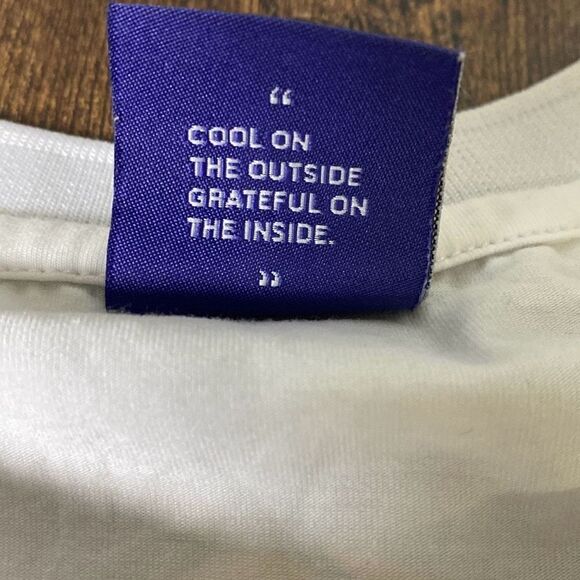 “
COOL ON
THE OUTSIDE
GRATEFUL ON
THE INSIDE.
”